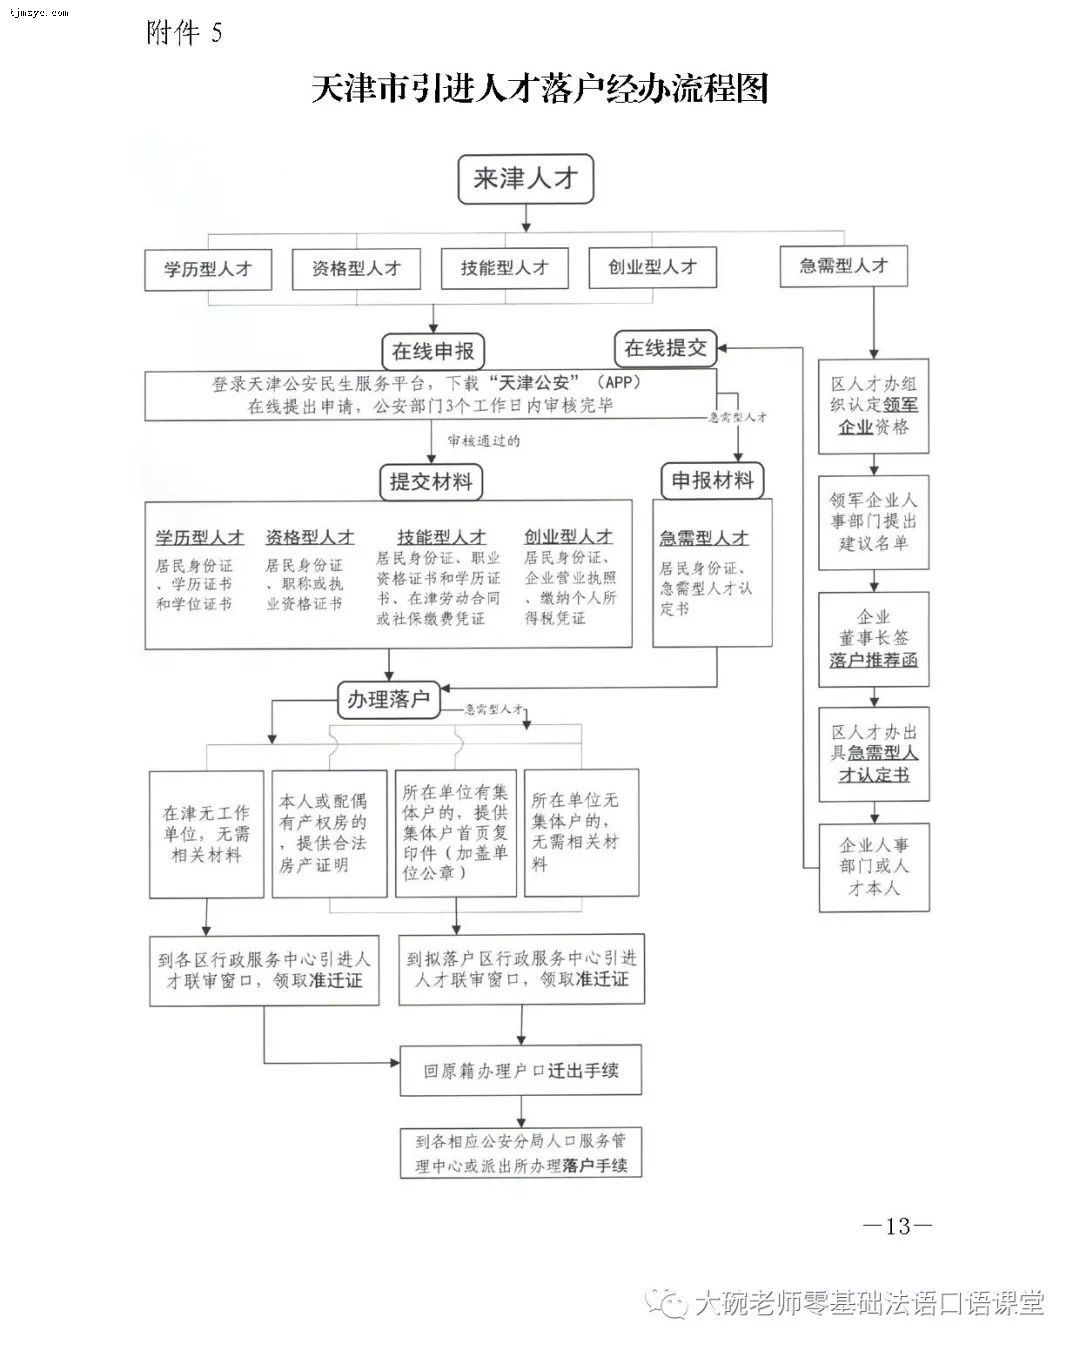 tjmsyc.com
附件 5
天津市引进人才落户经办流程图
来津人才
学历型人才
资格型人才
技能型人才
创业型人才
急需型人才
在线申报
在线提交
登录天津公安民生服务平台，下载“天津公安”（APP）
在线提出申请，公安部门3个工作日内审核完毕
急需型人才
审核通过的
区人才办组
织认定领军
企业资格
领军企业人
事部门提出
建议名单
企业
董事长签
落户推荐函
区人才办出
具急需型人
才认定书
企业人事
部门或人
才本人
提交材料
申报材料
学历型人才
居民身份证
、学历证书
和学位证书
资格型人才
居民身份证
、职称或执
业资格证书
技能型人才
居民身份证、职业
资格证书和学历证
书、在津劳动合同
或社保缴费凭证
创业型人才
居民身份证、
企业营业执照
、缴纳个人所
得税凭证
急需型人才
居民身份证、
急需型人才认
定书
办理落户
急需型人才
在津无工作
单位，无需
相关材料
本人或配偶
有产权房的
，提供合法
房产证明
所在单位有集
体户的，提供
集体户首页复
印件（加盖单
位公章）
所在单位无
集体户的，
无需相关材
料
到各区行政服务中心引进人
才联审窗口，领取准迁证
到拟落户区行政服务中心引进
人才联审窗口，领取准迁证
回原籍办理户口迁出手续
到各相应公安分局人口服务管
理中心或派出所办理落户手续
—13—
大碗老师零基础法语口语课堂